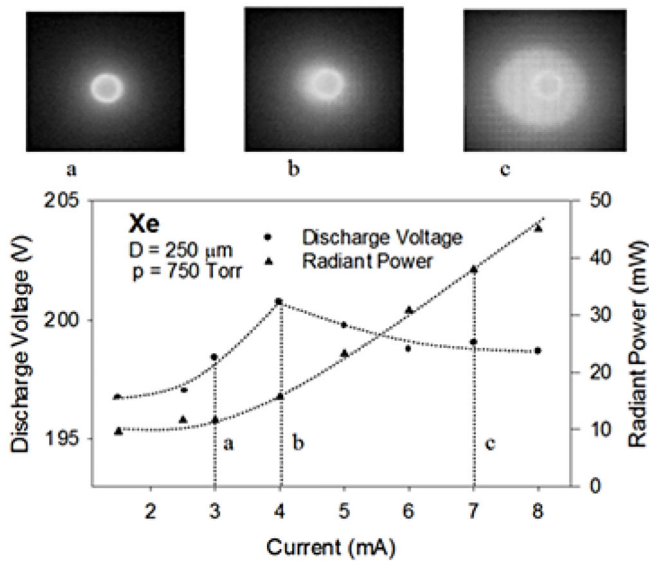 a
b
c
205
200
195
Discharge Voltage (V)
Xe
D = 250 μm
p = 750 Torr
Discharge Voltage
Radiant Power
a
b
c
50
40
30
20
10
0
Radiant Power (mW)
2 3 4 5 6 7 8
Current (mA)